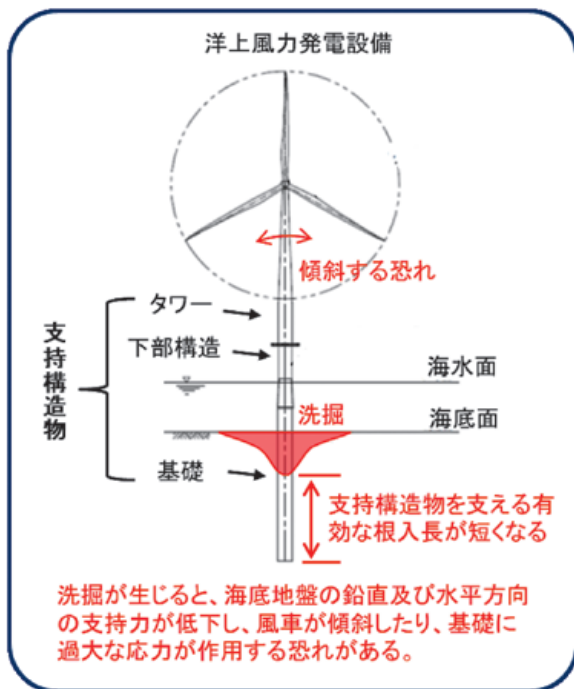 洋上風力発電設備
傾斜する恐れ
タワー
下部構造
支持構造物
海水面
洗掘
海底面
基礎
支持構造物を支える有
効な根入長が短くなる
洗掘が生じると、海底地盤の鉛直及び水平方向
の支持力が低下し、風車が傾斜したり、基礎に
過大な応力が作用する恐れがある。